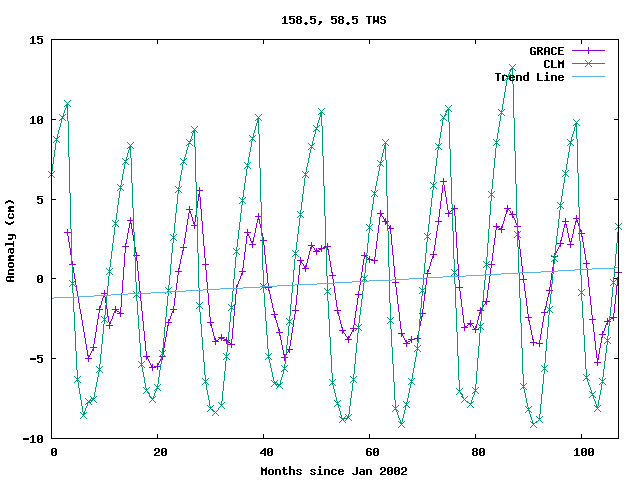 158.5, 58.5 TWS
15
10
5
0
-5
-10
Anomaly (cm)
GRACE
CLM
Trend Line
0 20 40 60 80 100
Months since Jan 2002